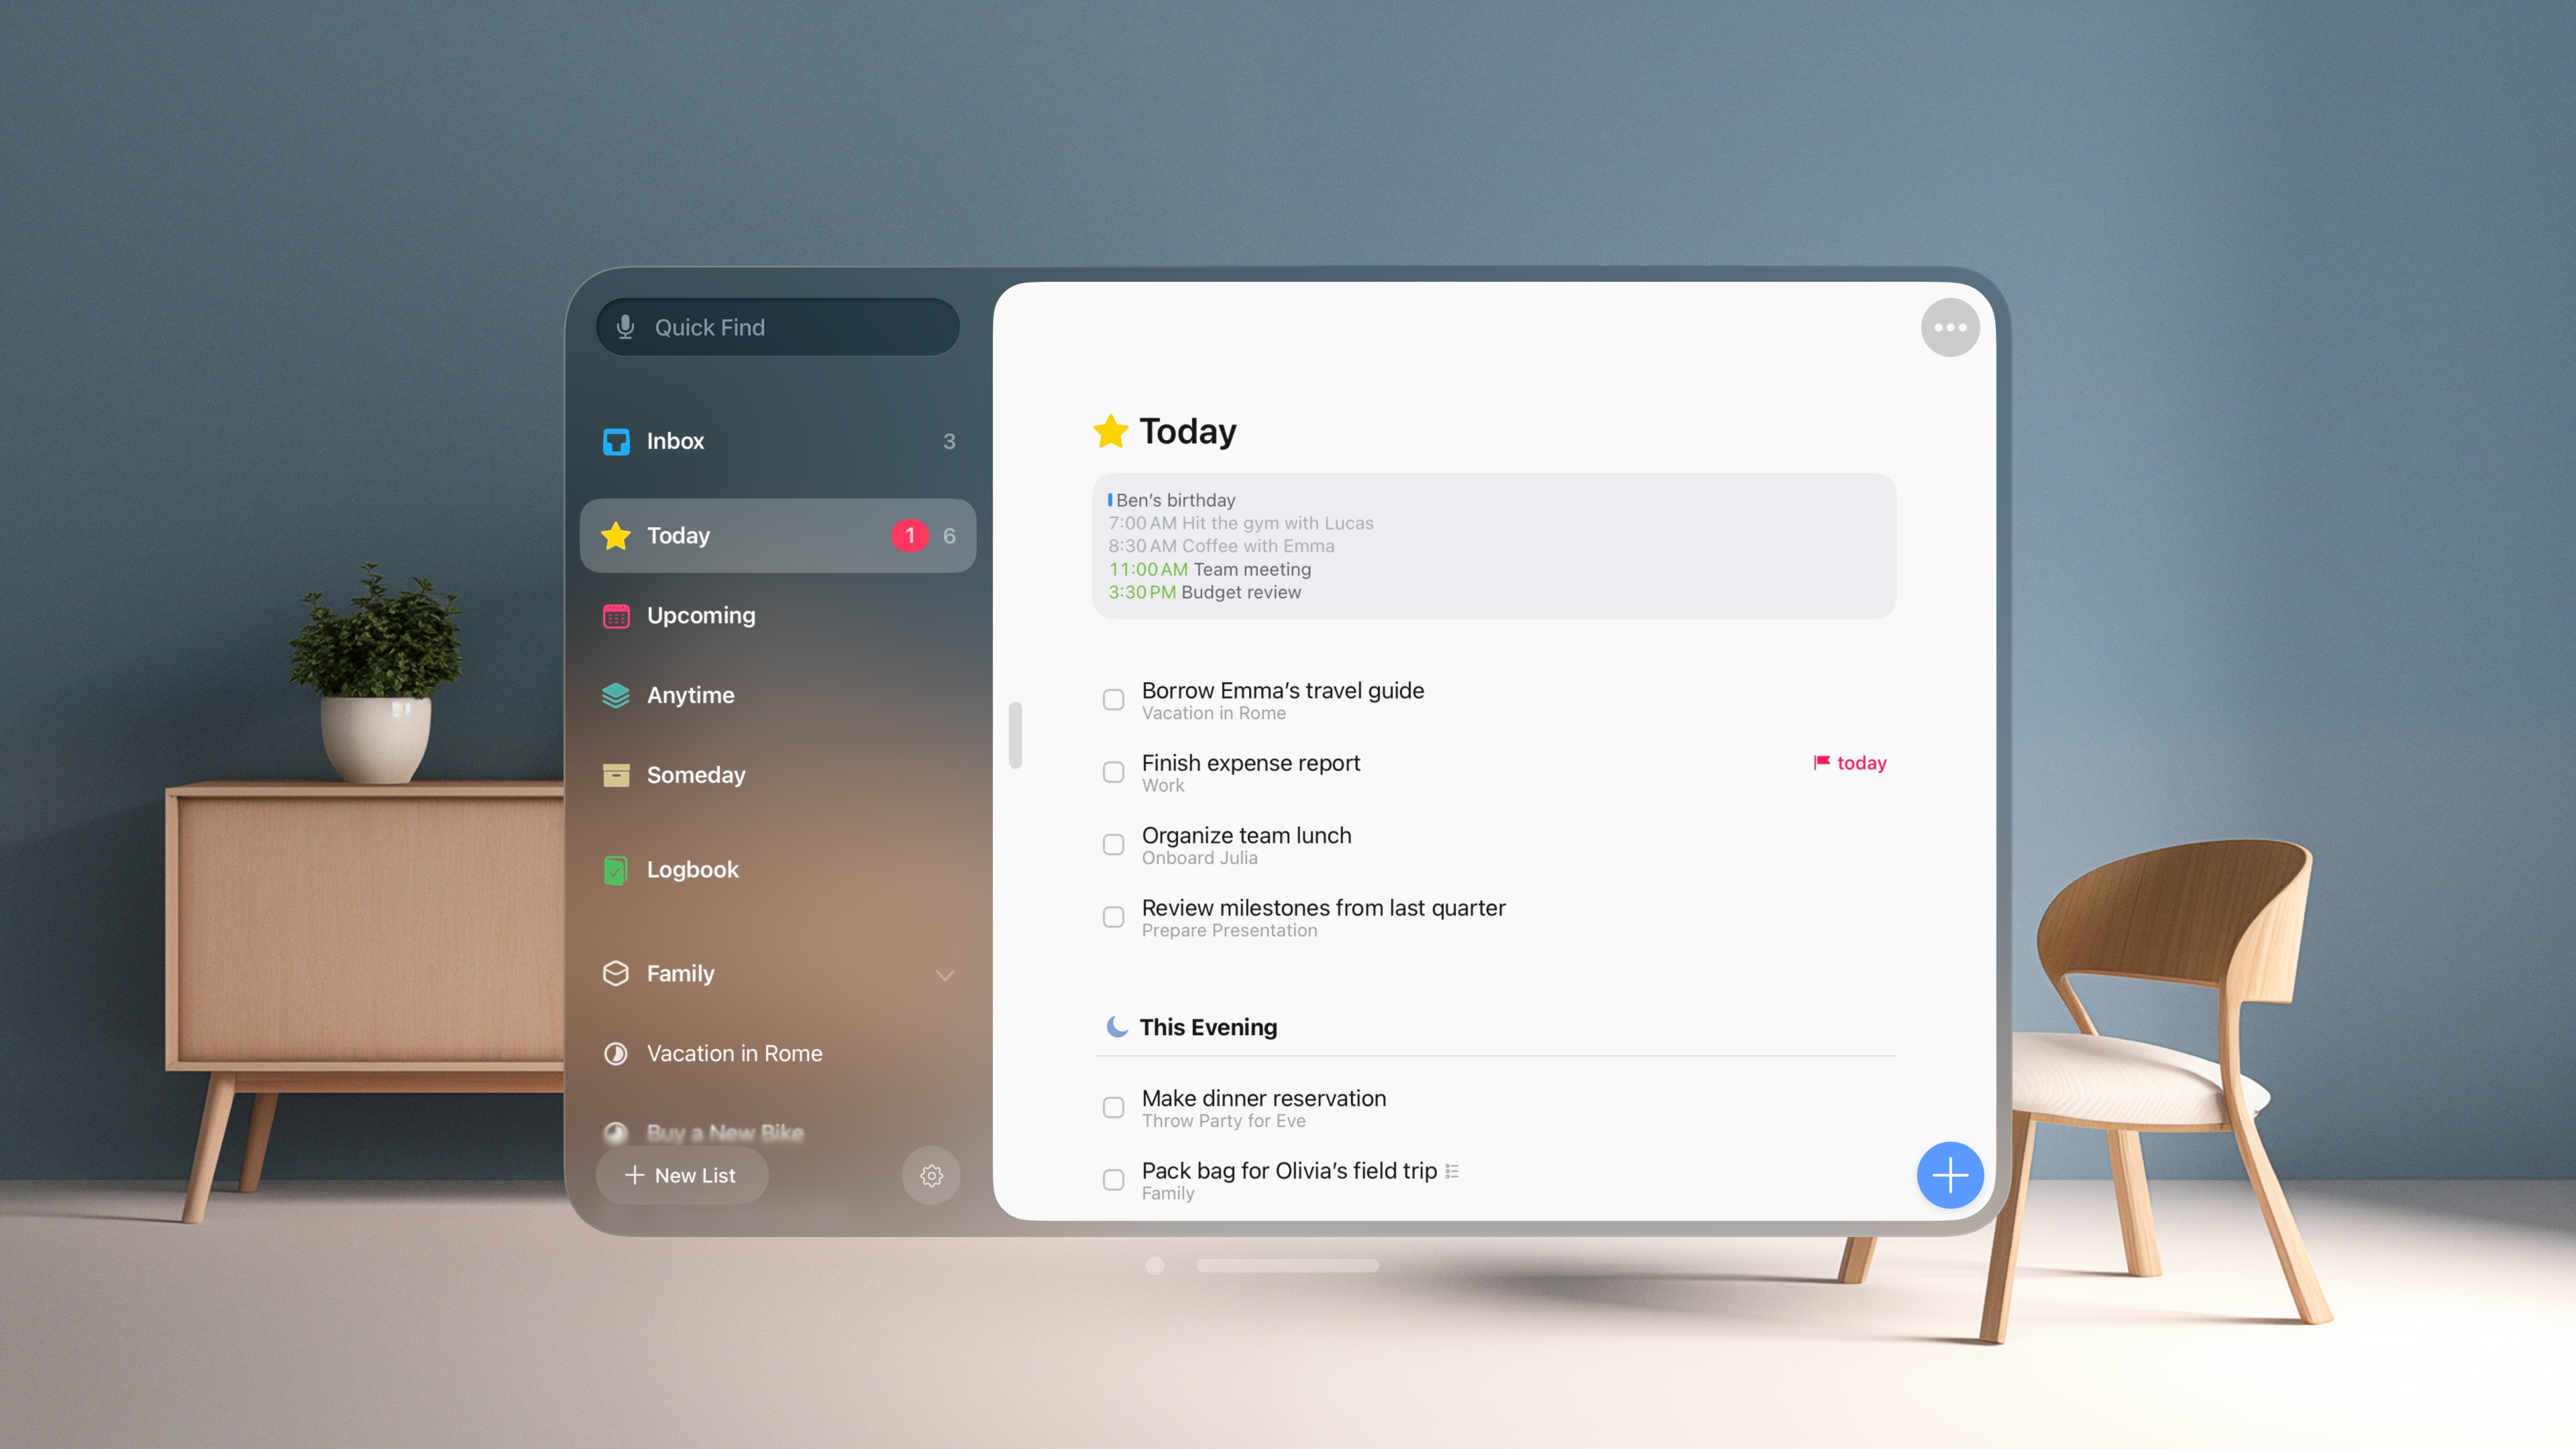 Quick Find
Inbox 3
Today 1 6
Upcoming
Anytime
Someday
Logbook
Family
Vacation in Rome
Buy a New Bike
New List
Today
Ben’s birthday
7:00 AM Hit the gym with Lucas
8:30 AM Coffee with Emma
11:00 AM Team meeting
3:30 PM Budget review
Borrow Emma’s travel guide
Vacation in Rome
Finish expense report
today
Work
Organize team lunch
Onboard Julia
Review milestones from last quarter
Prepare Presentation
This Evening
Make dinner reservation
Throw Party for Eve
Pack bag for Olivia’s field trip
Family